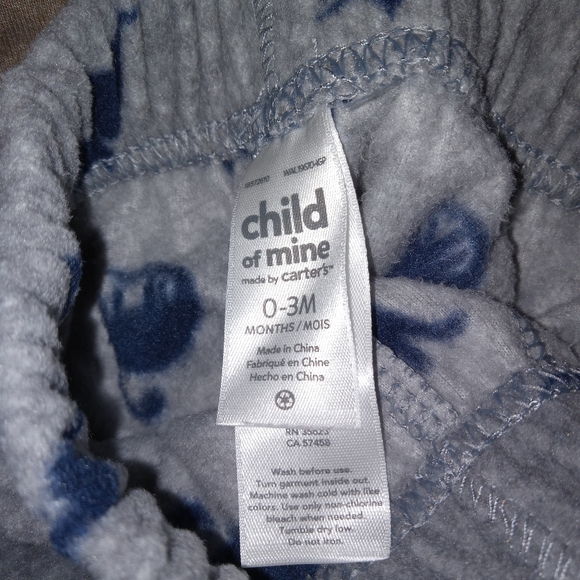 child
of mine
made by carter's™
0-3M
MONTHS/MOIS
Made in China
Fabriqué en Chine
Hecho en China
CA 57458
Wash before use.
Turn garment inside out.
Machine wash cold with like
colors. Use only non-chlorine
bleach when needed.
Tumble dry low.
Do not iron.